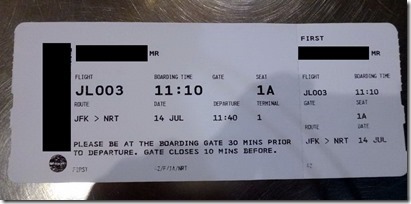 FIRST
MR
MR
FLIGHT BOARDING TIME GATE SEAT
JL003 11:10 1A
ROUTE DATE DEPARTURE TERMINAL
JFK > NRT 14 JUL 11:40 1
PLEASE BE AT THE BOARDING GATE 30 MINS PRIOR
TO DEPARTURE. GATE CLOSES 10 MINS BEFORE.
FIRST
FLIGHT BOARDING TIME
JL003 11:10
GATE SEAT
1A
ROUTE DATE
JFK > NRT 14 JUL